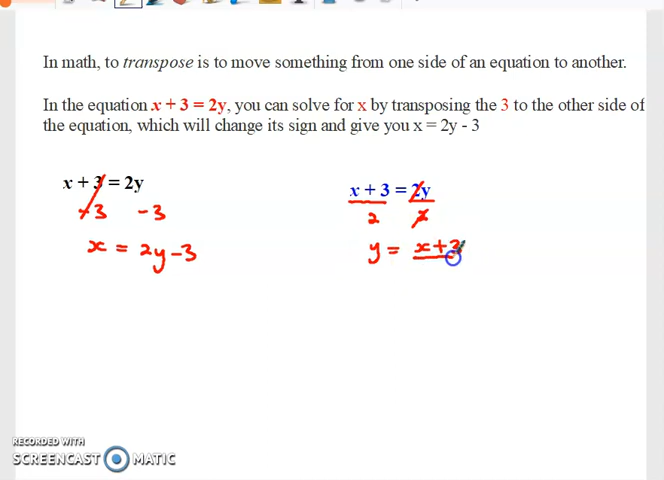 In math, to transpose is to move something from one side of an equation to another.
In the equation x + 3 = 2y, you can solve for x by transposing the 3 to the other side of
the equation, which will change its sign and give you x = 2y - 3
x + 3 = 2y
-3 -3
x = 2y - 3
x + 3 = 2y
2 2
y = x + 3
RECORDED WITH
SCREENCAST MATIC